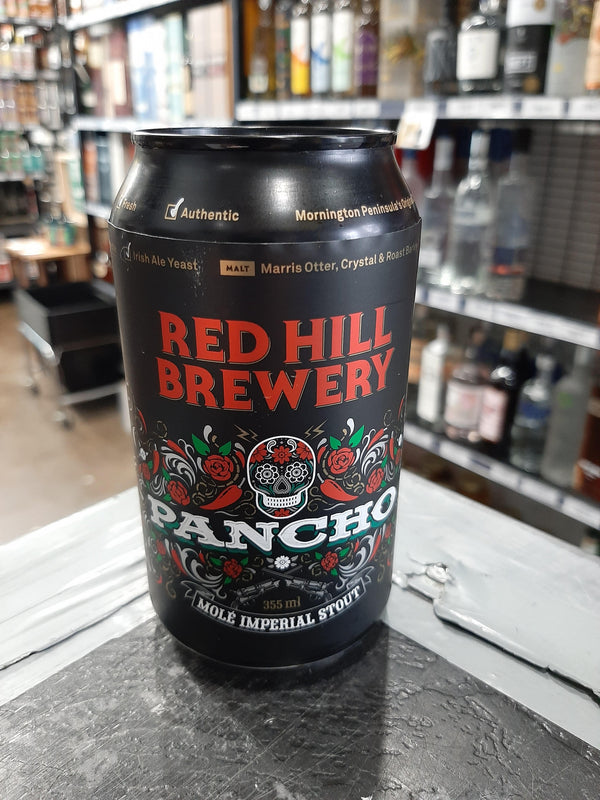 Fresh
Authentic
Mornington Peninsula's
Irish Ale Yeast
MALT Marris Otter, Crystal & Roast Barley
RED HILL
BREWERY
PANCHO
355 ml
MOLÉ IMPERIAL STOUT